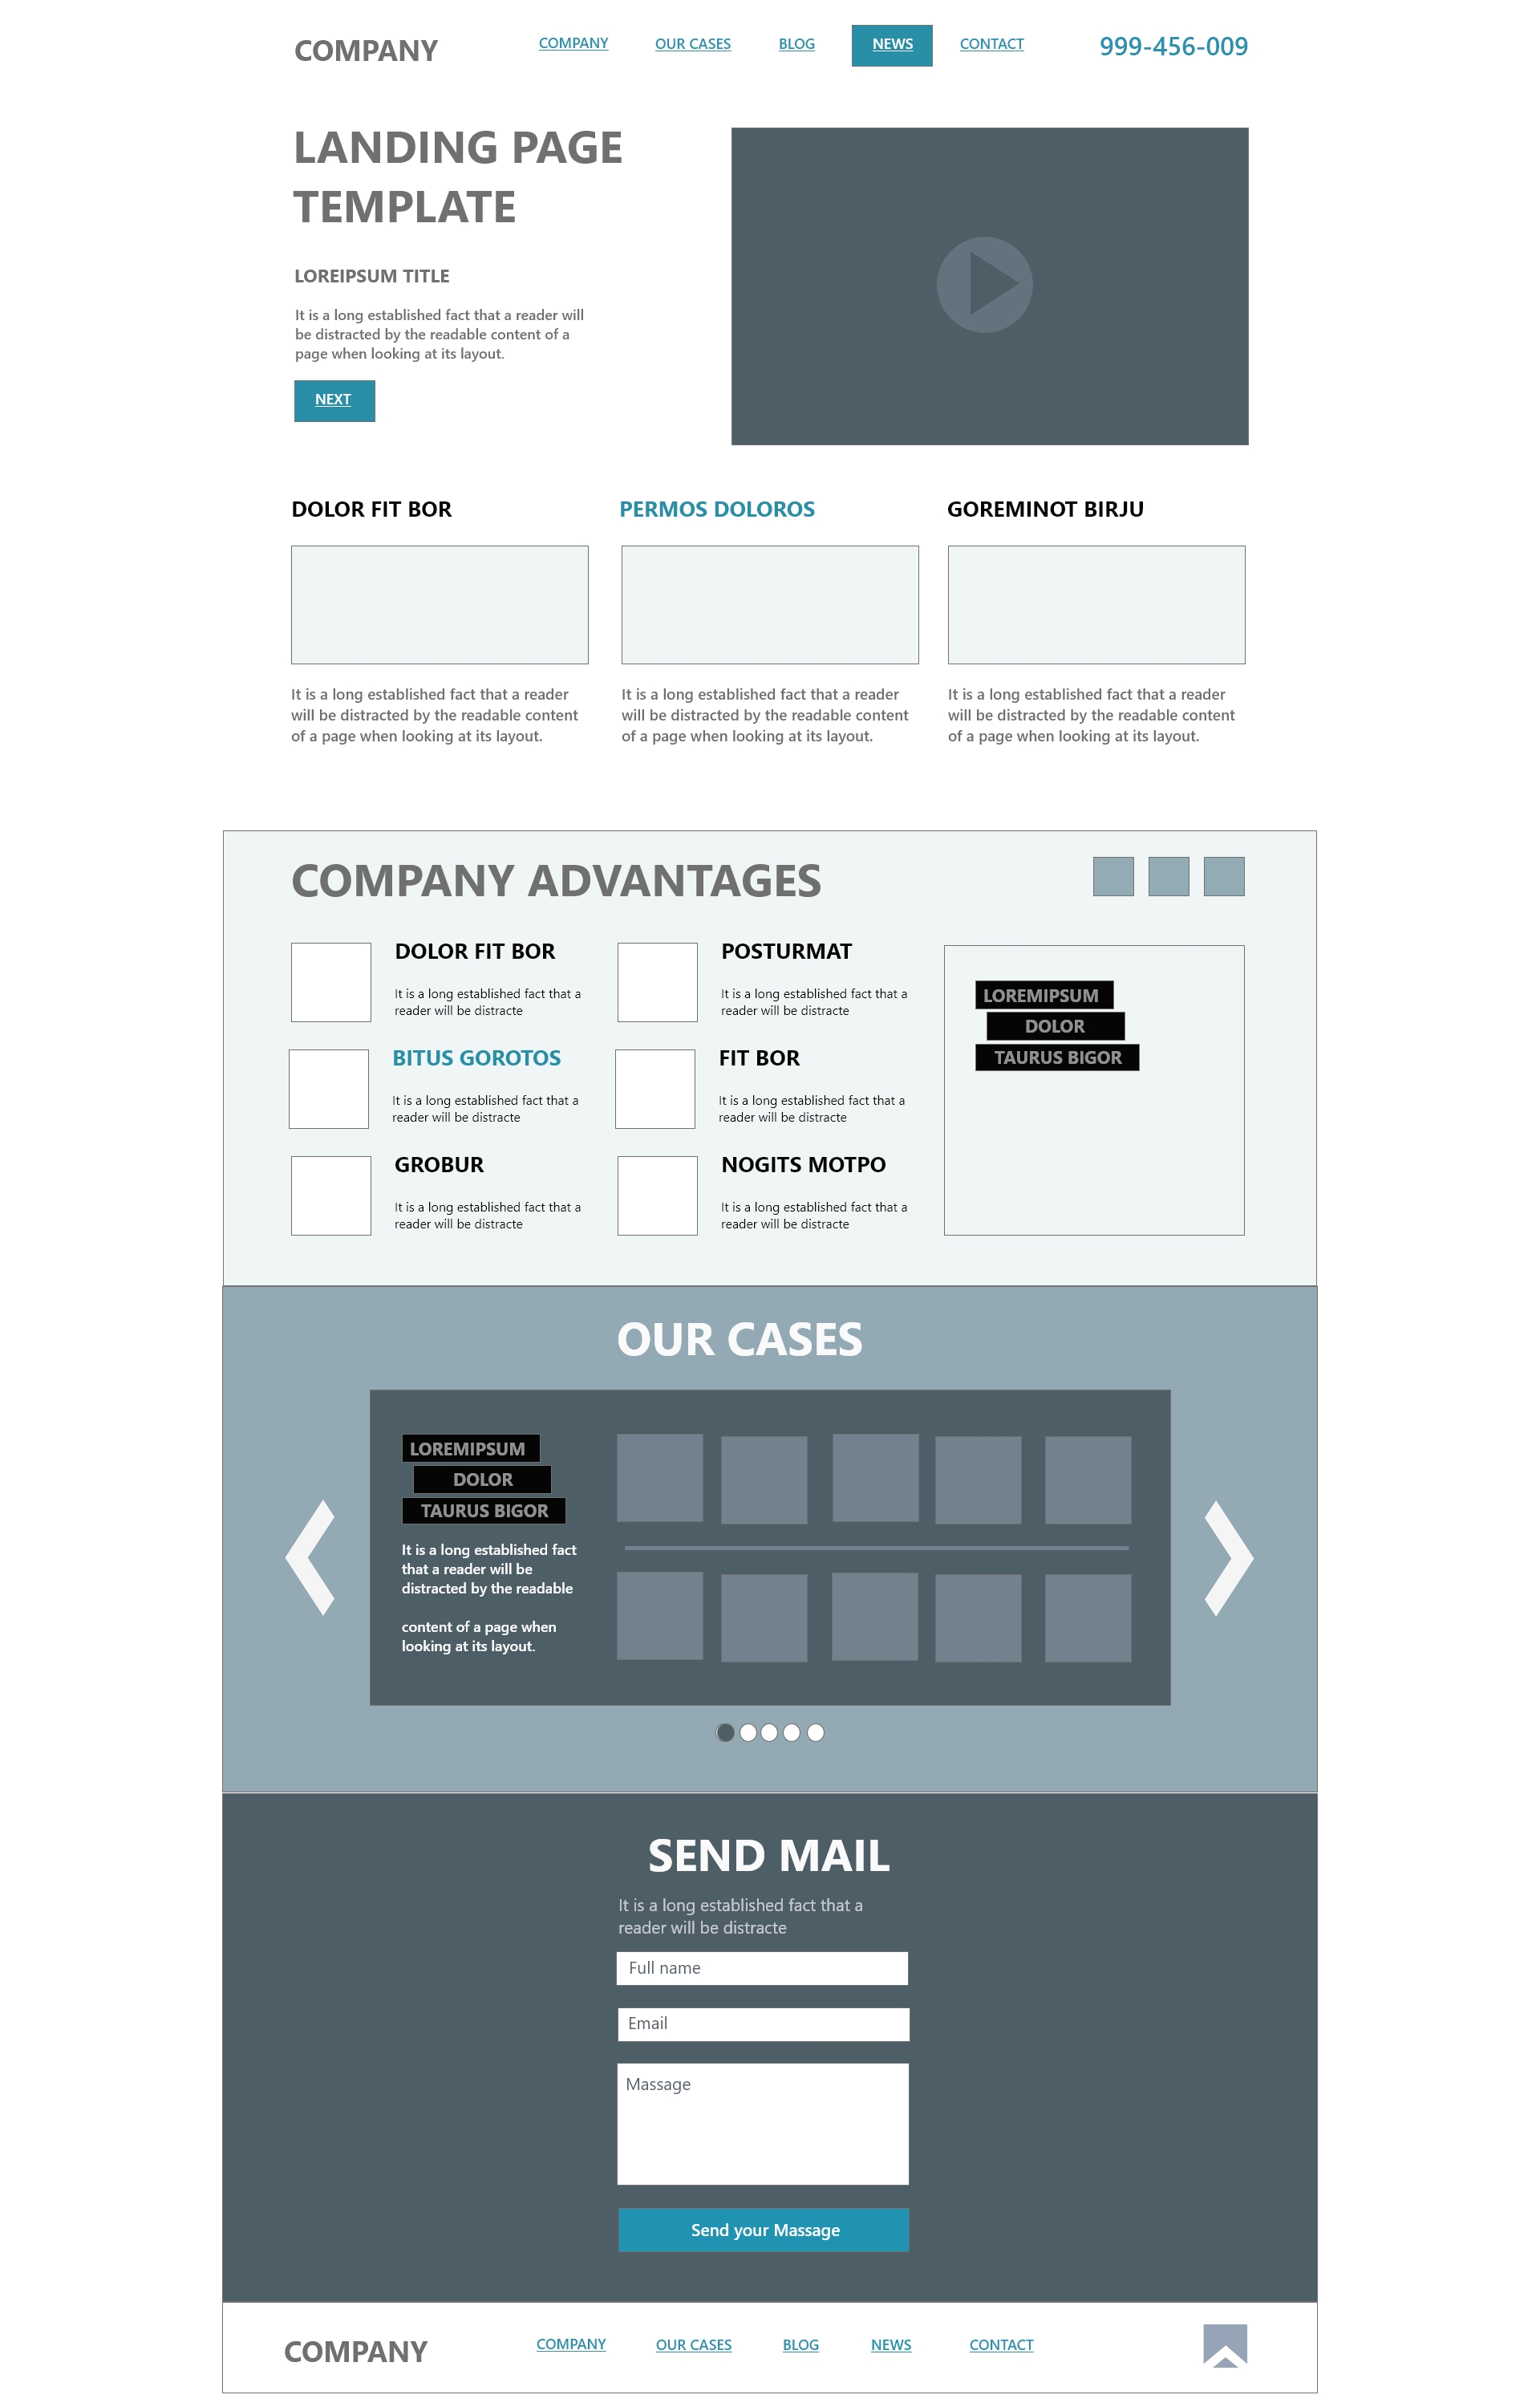 COMPANY
COMPANY OUR CASES BLOG NEWS CONTACT
999-456-009
LANDING PAGE
TEMPLATE
LOREIPSUM TITLE
It is a long established fact that a reader will
be distracted by the readable content of a
page when looking at its layout.
NEXT
DOLOR FIT BOR
It is a long established fact that a reader
will be distracted by the readable content
of a page when looking at its layout.
PERMOS DOLOROS
It is a long established fact that a reader
will be distracted by the readable content
of a page when looking at its layout.
GOREMINOT BIRJU
It is a long established fact that a reader
will be distracted by the readable content
of a page when looking at its layout.
COMPANY ADVANTAGES
DOLOR FIT BOR
It is a long established fact that a
reader will be distracte
POSTURMAT
It is a long established fact that a
reader will be distracte
BITUS GOROTOS
It is a long established fact that a
reader will be distracte
FIT BOR
It is a long established fact that a
reader will be distracte
GROBUR
It is a long established fact that a
reader will be distracte
NOGITS MOTPO
It is a long established fact that a
reader will be distracte
LOREMIPSUM
DOLOR
TAURUS BIGOR
OUR CASES
LOREMIPSUM
DOLOR
TAURUS BIGOR
It is a long established fact
that a reader will be
distracted by the readable
content of a page when
looking at its layout.
SEND MAIL
It is a long established fact that a
reader will be distracte
Full name
Email
Massage
Send your Massage
COMPANY
COMPANY OUR CASES BLOG NEWS CONTACT